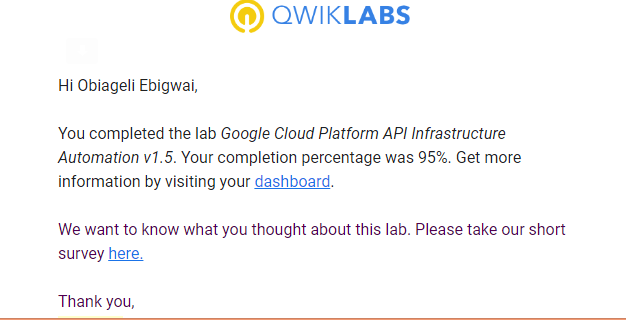 QWIKLABS
Hi Obiageli Ebigwai,
You completed the lab Google Cloud Platform API Infrastructure
Automation v1.5. Your completion percentage was 95%. Get more
information by visiting your dashboard.
We want to know what you thought about this lab. Please take our short
survey here.
Thank you,